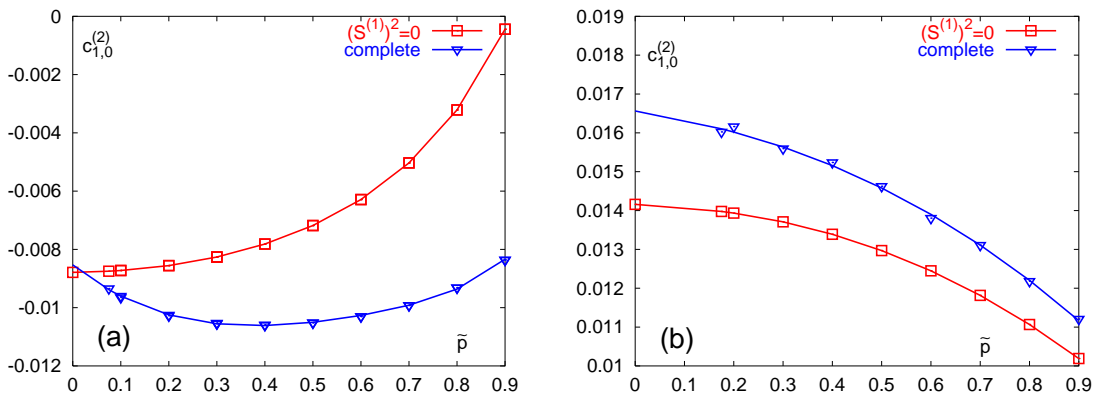 0
-0.002
-0.004
-0.006
-0.008
-0.01
-0.012
0 0.1 0.2 0.3 0.4 0.5 0.6 0.7 0.8 0.9
c_{1,0}^{(2)}
(S^{(1)})^2=0
complete
(a)
p̃
0.019
0.018
0.017
0.016
0.015
0.014
0.013
0.012
0.011
0.01
0 0.1 0.2 0.3 0.4 0.5 0.6 0.7 0.8 0.9
c_{1,0}^{(2)}
(S^{(1)})^2=0
complete
(b)
p̃